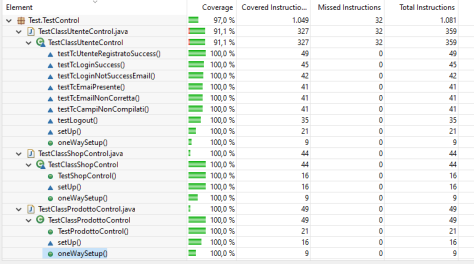 Element Coverage Covered Instructio... Missed Instructions Total Instructions
Test.TestControl 97,0 % 1.049 32 1.081
TestClassUtenteControl.java 91,1 % 327 32 359
TestClassUtenteControl 91,1 % 327 32 359
testTcUtenteRegistratoSuccess() 100,0 % 49 0 49
testTcLoginSuccess() 100,0 % 45 0 45
testTcLoginNotSuccessEmail() 100,0 % 42 0 42
testTcEmaiPresente() 100,0 % 41 0 41
testTcEmailNonCorretta() 100,0 % 41 0 41
testTcCampiNonCompilati() 100,0 % 41 0 41
testLogout() 100,0 % 35 0 35
setUp() 100,0 % 21 0 21
oneWaySetup() 100,0 % 9 0 9
TestClassShopControl.java 100,0 % 44 0 44
TestClassShopControl 100,0 % 44 0 44
TestShopControl() 100,0 % 16 0 16
setUp() 100,0 % 16 0 16
oneWaySetup() 100,0 % 9 0 9
TestClassProdottoControl.java 100,0 % 49 0 49
TestClassProdottoControl 100,0 % 49 0 49
TestProdottoControl() 100,0 % 21 0 21
setUp() 100,0 % 16 0 16
oneWaySetup() 100,0 % 9 0 9